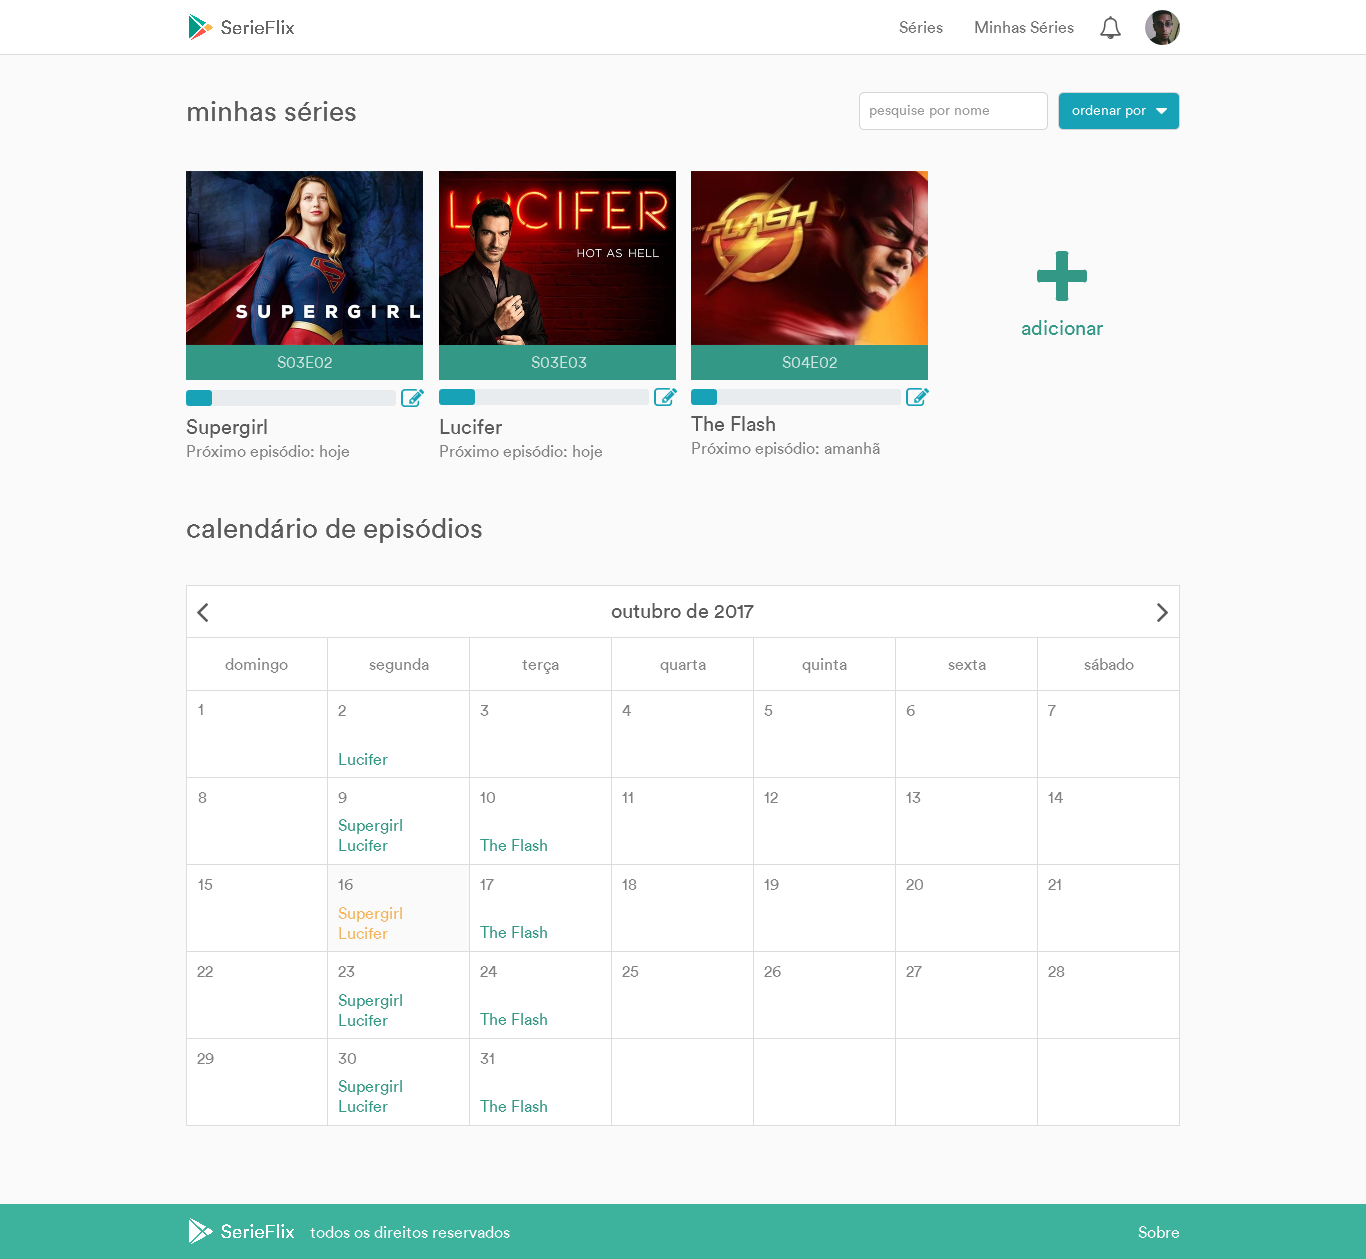 SerieFlix
Séries
Minhas Séries
minhas séries
pesquise por nome
ordenar por
SUPERGIRL
LUCIFER
HOT AS HELL
THE FLASH
S03E02
S03E03
S04E02
adicionar
Supergirl
Próximo episódio: hoje
Lucifer
Próximo episódio: hoje
The Flash
Próximo episódio: amanhã
calendário de episódios
outubro de 2017
domingo segunda terça quarta quinta sexta sábado
1 2 3 4 5 6 7
Lucifer
8 9 10 11 12 13 14
Supergirl
Lucifer The Flash
15 16 17 18 19 20 21
Supergirl
Lucifer The Flash
22 23 24 25 26 27 28
Supergirl
Lucifer The Flash
29 30 31
Supergirl
Lucifer The Flash
SerieFlix todos os direitos reservados
Sobre